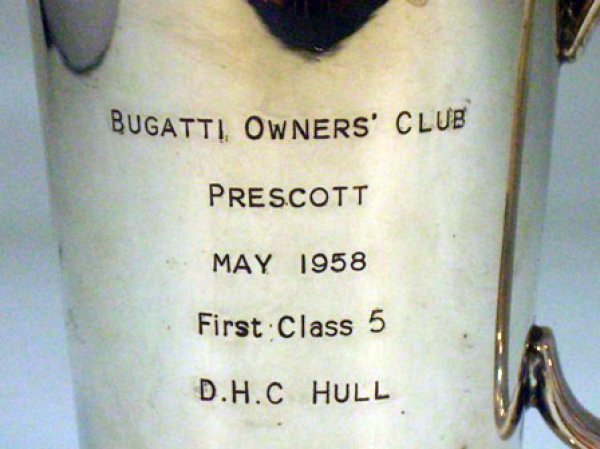 BUGATTI OWNERS' CLUB
PRESCOTT
MAY 1958
First Class 5
D.H.C HULL